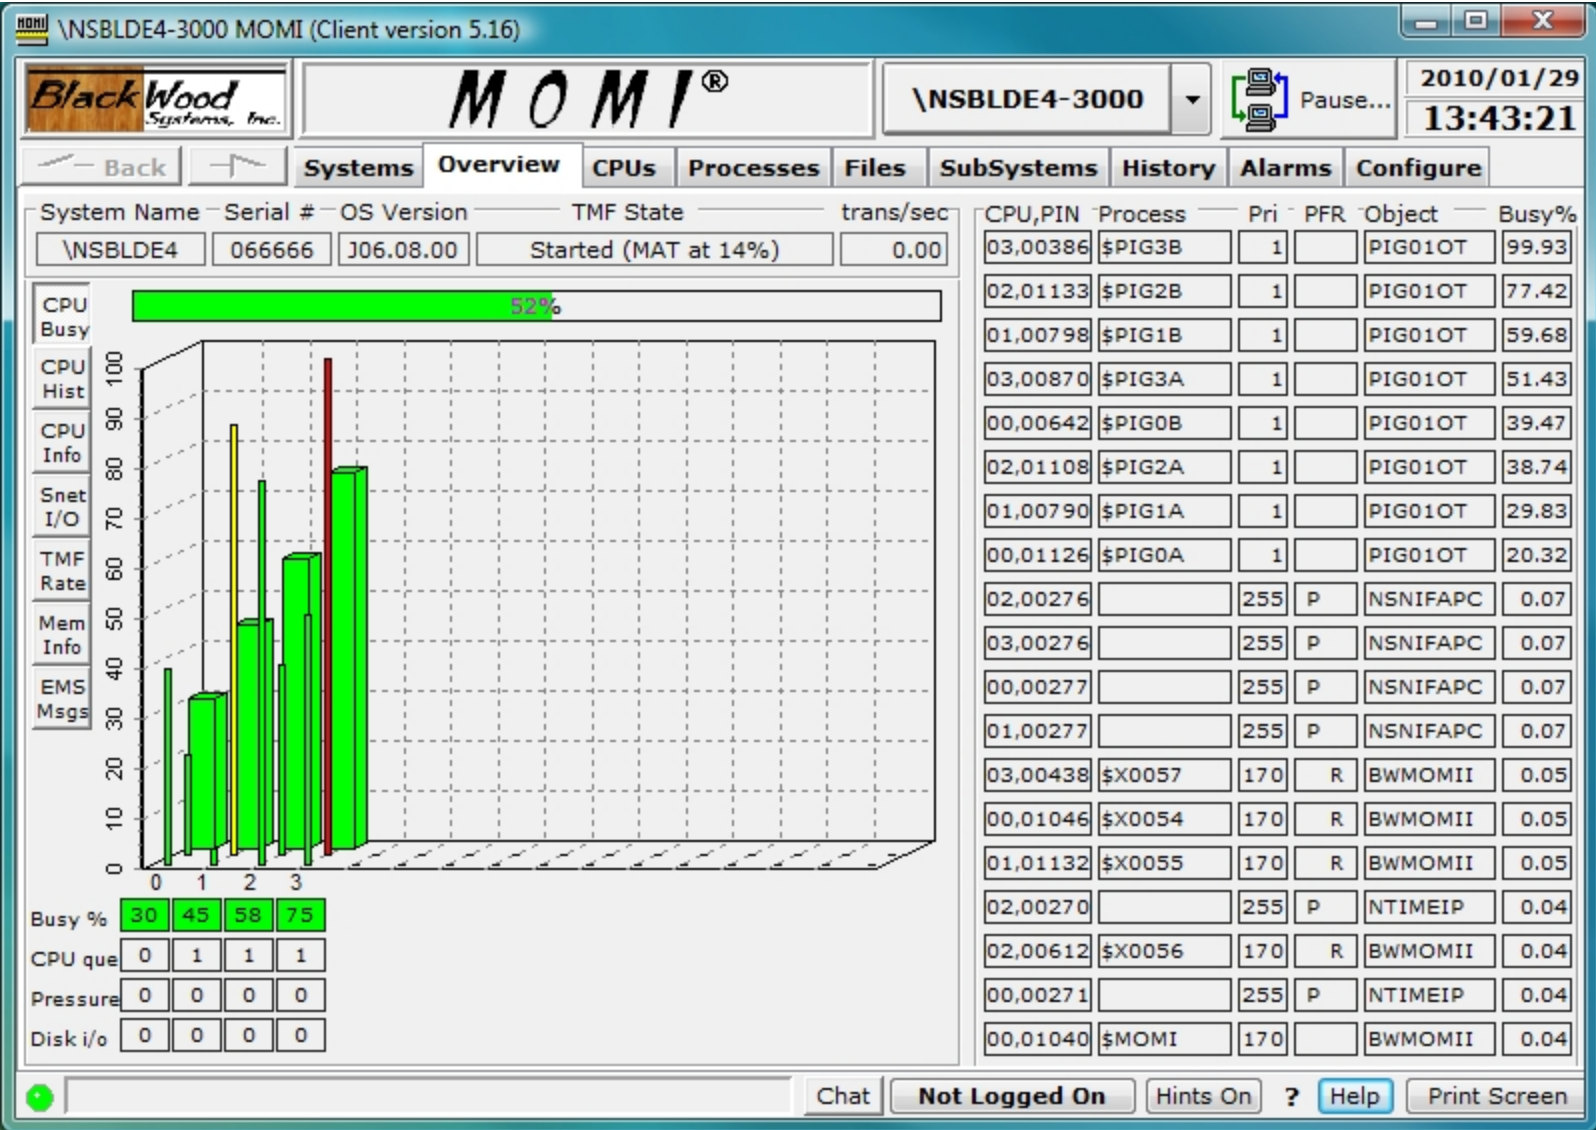 \NSBLDE4-3000 MOMI (Client version 5.16)
BlackWood Systems, Inc.
MOMI®
\NSBLDE4-3000
Pause...
2010/01/29
13:43:21
Back
Systems Overview CPUs Processes Files SubSystems History Alarms Configure
System Name Serial # OS Version TMF State trans/sec
\NSBLDE4 066666 J06.08.00 Started (MAT at 14%) 0.00
CPU Busy
CPU Hist
CPU Info
Snet I/O
TMF Rate
Mem Info
EMS Msgs
52%
100
90
80
70
60
50
40
30
20
10
0
0 1 2 3
Busy % 30 45 58 75
CPU que 0 1 1 1
Pressure 0 0 0 0
Disk i/o 0 0 0 0
CPU,PIN Process Pri PFR Object Busy%
03,00386 $PIG3B 1 PIG01OT 99.93
02,01133 $PIG2B 1 PIG01OT 77.42
01,00798 $PIG1B 1 PIG01OT 59.68
03,00870 $PIG3A 1 PIG01OT 51.43
00,00642 $PIG0B 1 PIG01OT 39.47
02,01108 $PIG2A 1 PIG01OT 38.74
01,00790 $PIG1A 1 PIG01OT 29.83
00,01126 $PIG0A 1 PIG01OT 20.32
02,00276 255 P NSNIFAPC 0.07
03,00276 255 P NSNIFAPC 0.07
00,00277 255 P NSNIFAPC 0.07
01,00277 255 P NSNIFAPC 0.07
03,00438 $X0057 170 R BWMOMII 0.05
00,01046 $X0054 170 R BWMOMII 0.05
01,01132 $X0055 170 R BWMOMII 0.05
02,00270 255 P NTIMEIP 0.04
02,00612 $X0056 170 R BWMOMII 0.04
00,00271 255 P NTIMEIP 0.04
00,01040 $MOMI 170 BWMOMII 0.04
Chat Not Logged On Hints On ? Help Print Screen